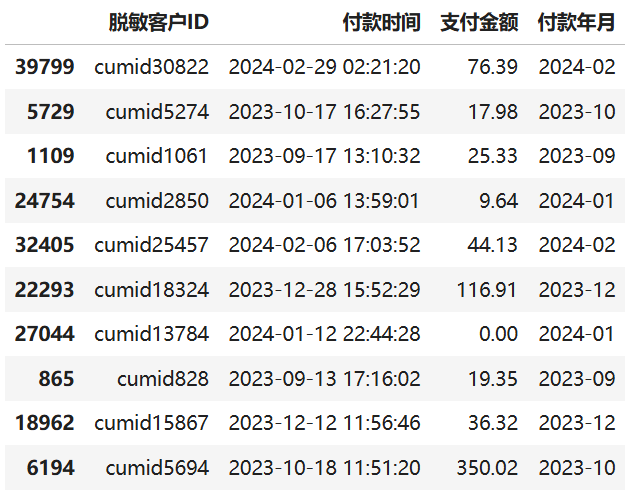 脱敏客户ID 付款时间 支付金额 付款年月
39799 cumid30822 2024-02-29 02:21:20 76.39 2024-02
5729 cumid5274 2023-10-17 16:27:55 17.98 2023-10
1109 cumid1061 2023-09-17 13:10:32 25.33 2023-09
24754 cumid2850 2024-01-06 13:59:01 9.64 2024-01
32405 cumid25457 2024-02-06 17:03:52 44.13 2024-02
22293 cumid18324 2023-12-28 15:52:29 116.91 2023-12
27044 cumid13784 2024-01-12 22:44:28 0.00 2024-01
865 cumid828 2023-09-13 17:16:02 19.35 2023-09
18962 cumid15867 2023-12-12 11:56:46 36.32 2023-12
6194 cumid5694 2023-10-18 11:51:20 350.02 2023-10